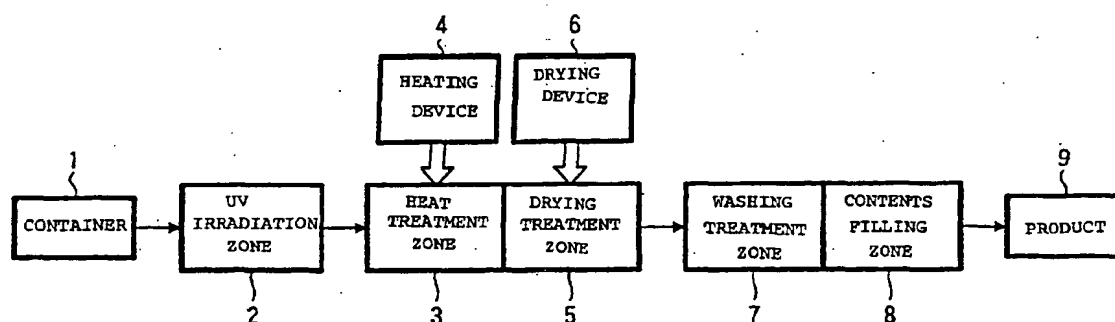 4
6
HEATING
DEVICE
DRYING
DEVICE
1
9
CONTAINER
UV
IRRADIATION
ZONE
HEAT
TREATMENT
ZONE
DRYING
TREATMENT
ZONE
WASHING
TREATMENT
ZONE
CONTENTS
FILLING
ZONE
PRODUCT
2
3
5
7
8